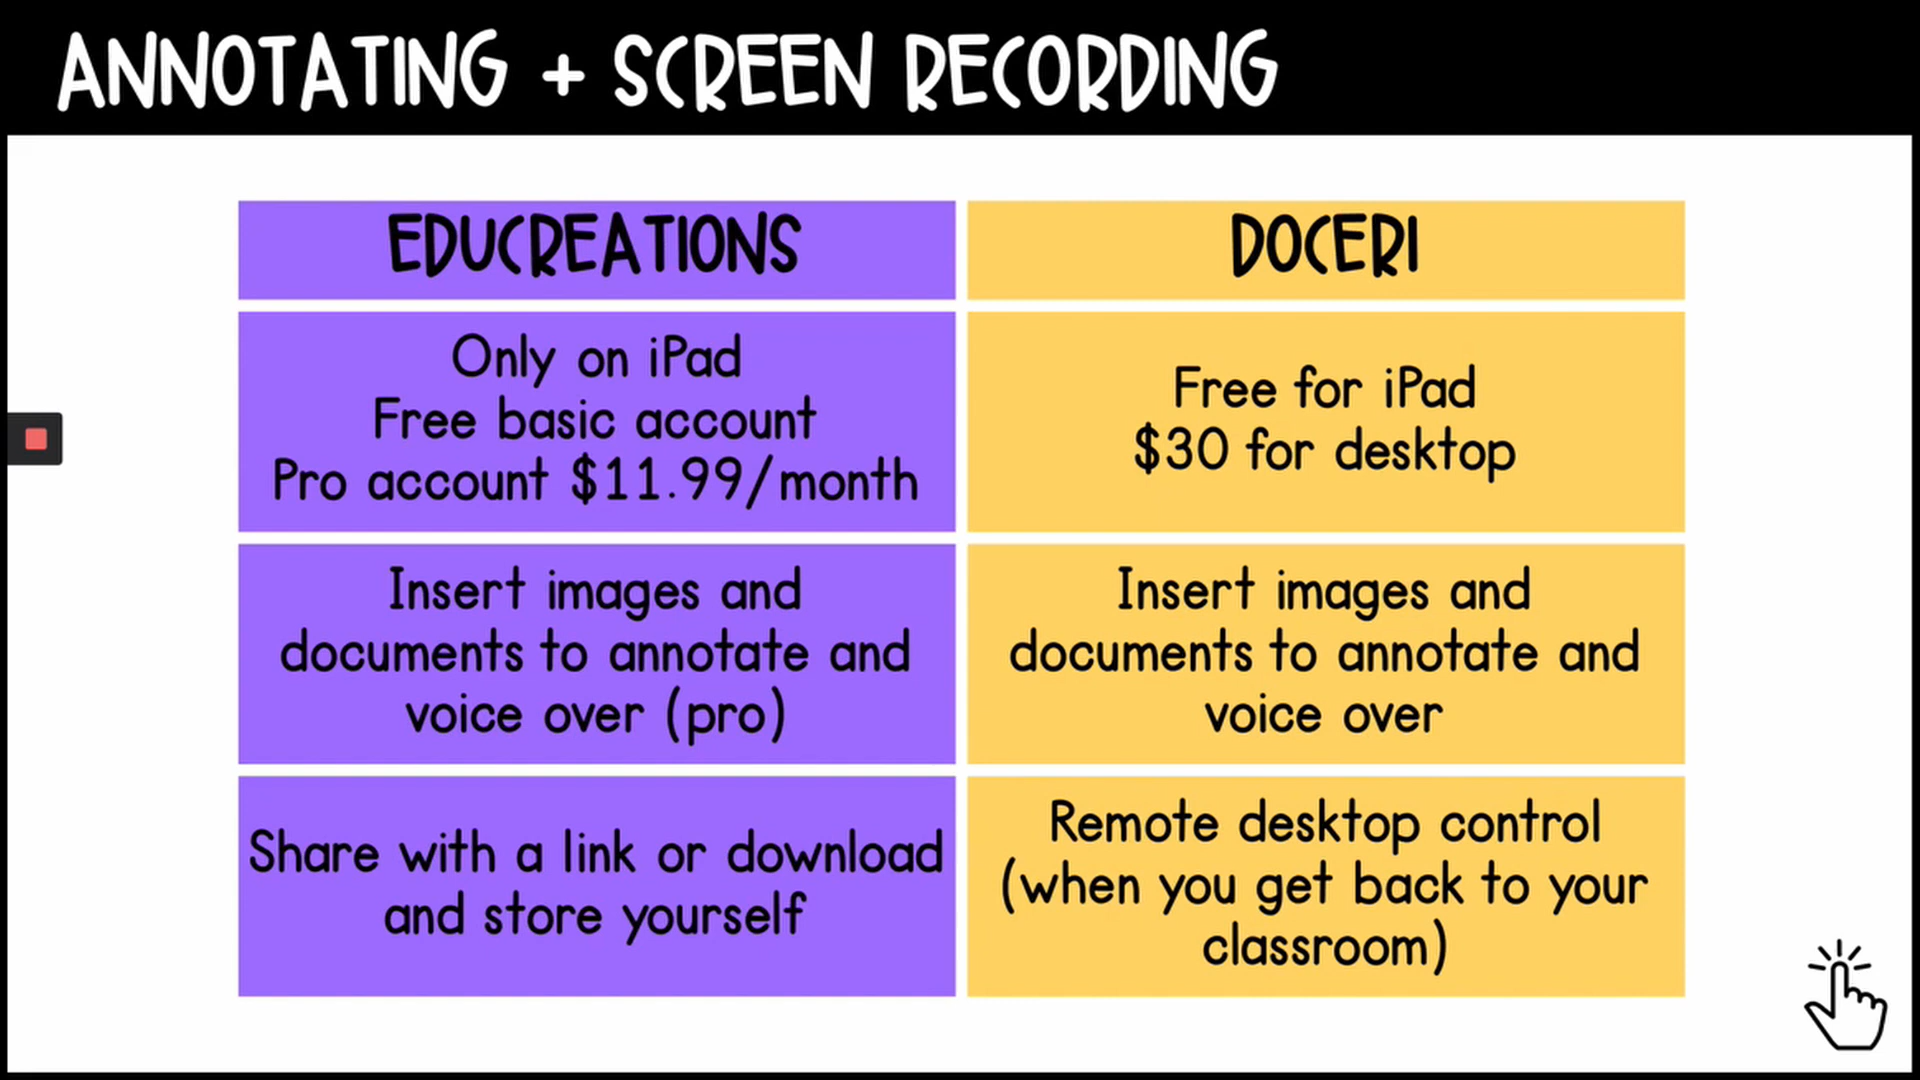 ANNOTATING + SCREEN RECORDING
EDUCREATIONS
Only on iPad
Free basic account
Pro account $11.99/month
Insert images and
documents to annotate and
voice over (pro)
Share with a link or download
and store yourself
DOCERI
Free for iPad
$30 for desktop
Insert images and
documents to annotate and
voice over
Remote desktop control
(when you get back to your
classroom)